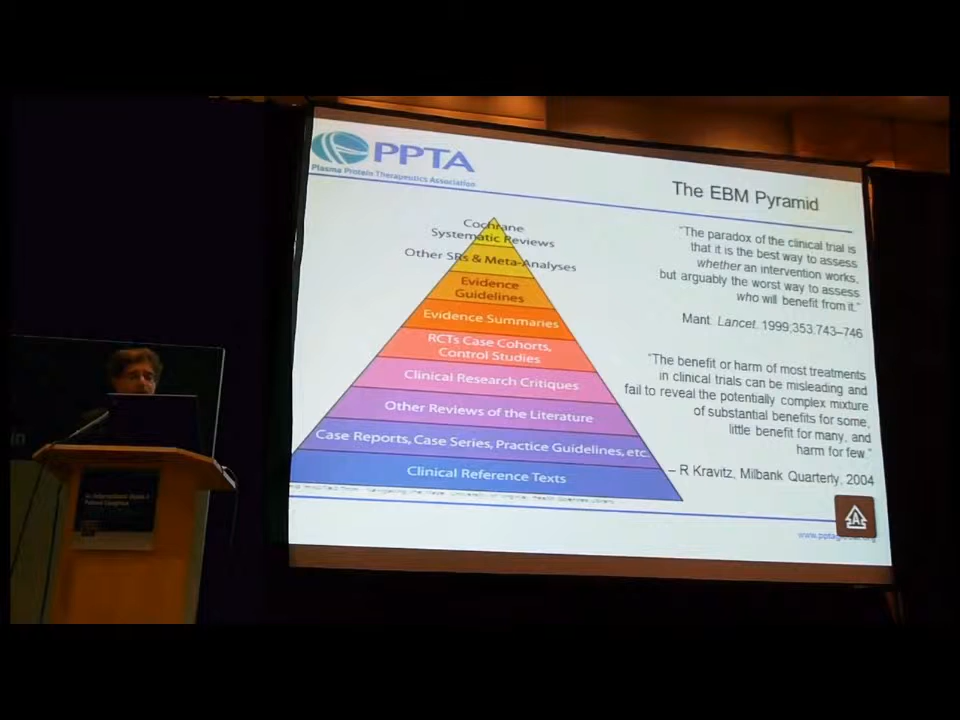 PPTA
Plasma Protein Therapeutics Association
The EBM Pyramid
Cochrane
Systematic Reviews
Other SRs & Meta-Analyses
Evidence
Guidelines
Evidence Summaries
RCTs Case Cohorts,
Control Studies
Clinical Research Critiques
Other Reviews of the Literature
Case Reports, Case Series, Practice Guidelines, etc.
Clinical Reference Texts
"The paradox of the clinical trial is
that it is the best way to assess
whether an intervention works,
but arguably the worst way to assess
who will benefit from it."
Mant. Lancet. 1999;353:743–746
"The benefit or harm of most treatments
in clinical trials can be misleading and
fail to reveal the potentially complex mixture
of substantial benefits for some,
little benefit for many, and
harm for few."
– R Kravitz, Milbank Quarterly, 2004
A